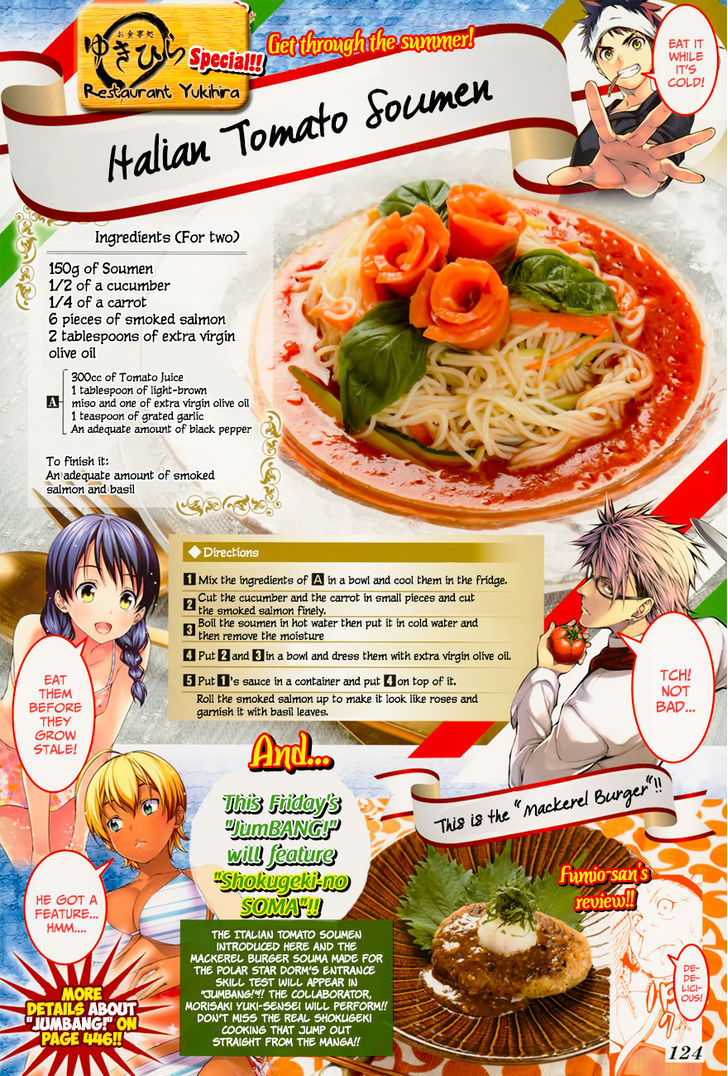 お食事処
ゆきひら
Restaurant Yukihira
Special!!
Get through the summer!
EAT IT
WHILE
IT'S
COLD!
Italian Tomato Soumen
Ingredients (For two)
150g of Soumen
1/2 of a cucumber
1/4 of a carrot
6 pieces of smoked salmon
2 tablespoons of extra virgin
olive oil
A
300cc of Tomato Juice
1 tablespoon of light-brown
miso and one of extra virgin olive oil
1 teaspoon of grated garlic
An adequate amount of black pepper
To finish it:
An adequate amount of smoked
salmon and basil
◆ Directions
1 Mix the ingredients of A in a bowl and cool them in the fridge.
2 Cut the cucumber and the carrot in small pieces and cut
the smoked salmon finely.
3 Boil the soumen in hot water then put it in cold water and
then remove the moisture
4 Put 2 and 3 in a bowl and dress them with extra virgin olive oil.
5 Put 1's sauce in a container and put 4 on top of it.
Roll the smoked salmon up to make it look like roses and
garnish it with basil leaves.
EAT
THEM
BEFORE
THEY
GROW
STALE!
TCH!
NOT
BAD...
And...
This Friday's
"JumBANG!"
will feature
"Shokugeki-no
SOMA"!!
This is the "Mackerel Burger"!!
Fumio-san's
review!!
HE GOT A
FEATURE...
HMM....
THE ITALIAN TOMATO SOUMEN
INTRODUCED HERE AND THE
MACKEREL BURGER SOUMA MADE FOR
THE POLAR STAR DORM'S ENTRANCE
SKILL TEST WILL APPEAR IN
"JUMBANG!"!! THE COLLABORATOR,
MORISAKI YUKI-SENSEI WILL PERFORM!!
DON'T MISS THE REAL SHOKUGEKI
COOKING THAT JUMP OUT
STRAIGHT FROM THE MANGA!!
DE-
DE-
LICI-
OUS!
MORE
DETAILS ABOUT
"JUMBANG!" ON
PAGE 446!!
124